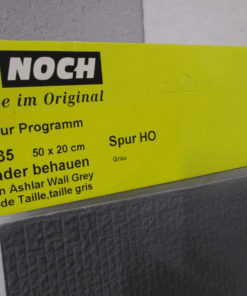 NOCH
e im Original
ur Programm
35 50 x 20 cm
Spur HO
Grau
ader behauen
n Ashlar Wall Grey
de Taille,taille gris